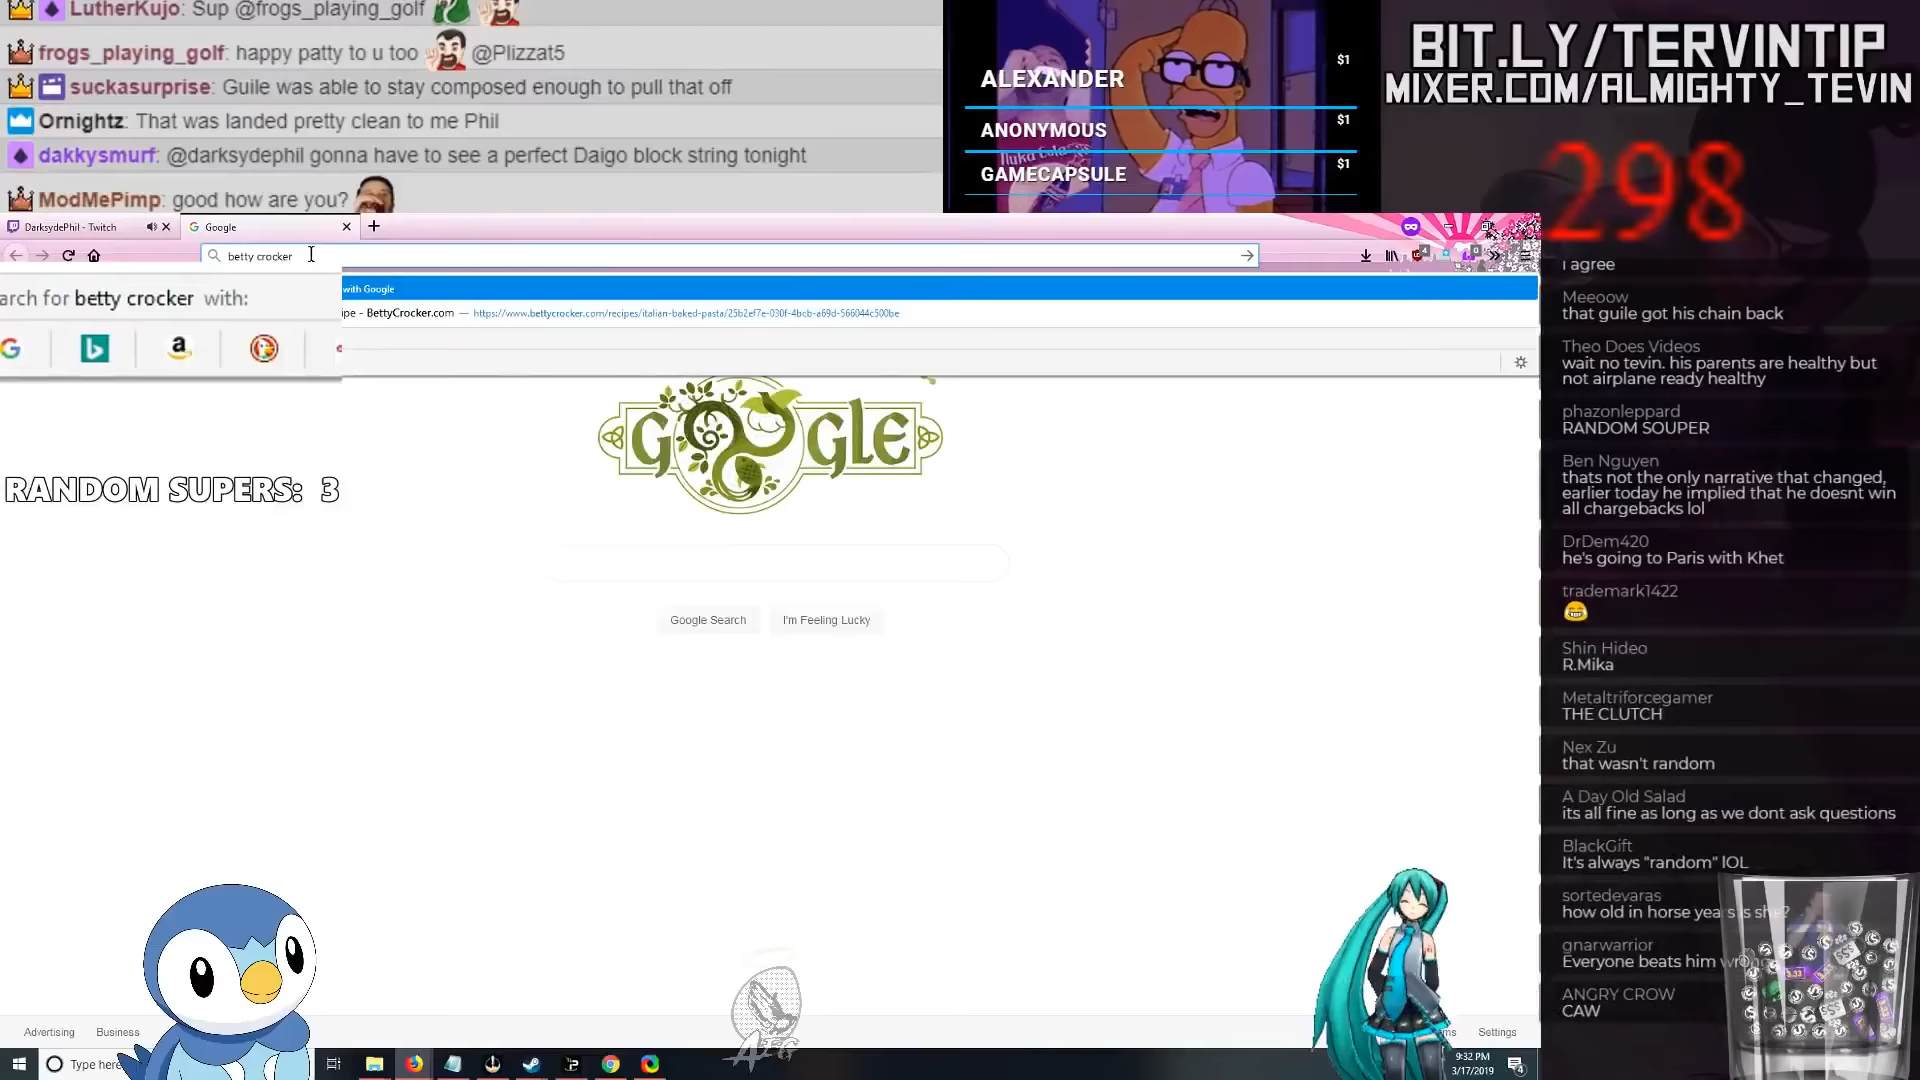 LutherKujo: Sup @frogs_playing_golf
frogs_playing_golf: happy patty to u too @Plizzat5
suckasurprise: Guile was able to stay composed enough to pull that off
Ornightz: That was landed pretty clean to me Phil
dakkysmurf: @darksydephil gonna have to see a perfect Daigo block string tonight
ModMePimp: good how are you?
ALEXANDER $1
ANONYMOUS $1
Nuka Cola
GAMECAPSULE $1
BIT.LY/TERVINTIP
MIXER.COM/ALMIGHTY_TEVIN
298
DarksydePhil - Twitch
Google
betty crocker
arch for betty crocker with:
with Google
ipe - BettyCrocker.com — https://www.bettycrocker.com/recipes/italian-baked-pasta/25b2ef7e-030f-4bcb-a69d-566044c500be
GOOGLE
RANDOM SUPERS: 3
Google Search
I'm Feeling Lucky
Advertising
Business
Settings
Type here
9:32 PM
3/17/2019
i agree
Meeoow
that guile got his chain back
Theo Does Videos
wait no tevin. his parents are healthy but
not airplane ready healthy
phazonleppard
RANDOM SOUPER
Ben Nguyen
thats not the only narrative that changed,
earlier today he implied that he doesnt win
all chargebacks lol
DrDem420
he's going to Paris with Khet
trademark1422
Shin Hideo
R.Mika
Metaltriforcegamer
THE CLUTCH
Nex Zu
that wasn't random
A Day Old Salad
its all fine as long as we dont ask questions
BlackGift
It's always "random" lOL
sortedevaras
how old in horse years is she?
gnarwarrior
Everyone beats him wrong
ANGRY CROW
CAW